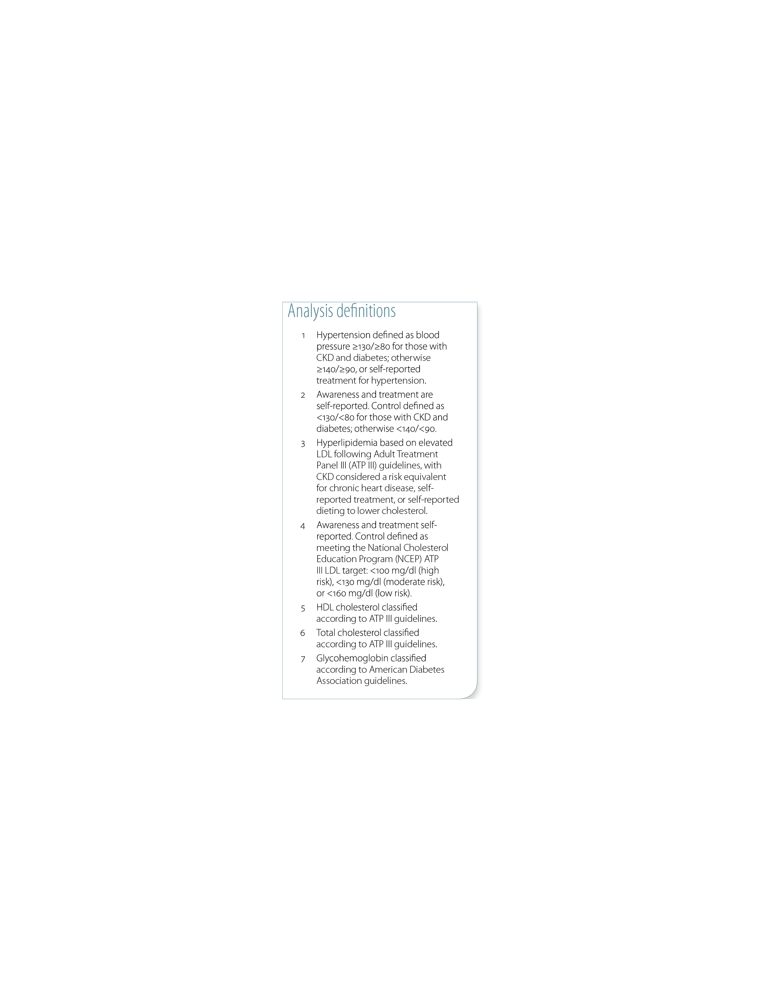 Analysis definitions
1 Hypertension defined as blood
pressure ≥130/≥80 for those with
CKD and diabetes; otherwise
≥140/≥90, or self-reported
treatment for hypertension.
2 Awareness and treatment are
self-reported. Control defined as
<130/<80 for those with CKD and
diabetes; otherwise <140/<90.
3 Hyperlipidemia based on elevated
LDL following Adult Treatment
Panel III (ATP III) guidelines, with
CKD considered a risk equivalent
for chronic heart disease, self-
reported treatment, or self-reported
dieting to lower cholesterol.
4 Awareness and treatment self-
reported. Control defined as
meeting the National Cholesterol
Education Program (NCEP) ATP
III LDL target: <100 mg/dl (high
risk), <130 mg/dl (moderate risk),
or <160 mg/dl (low risk).
5 HDL cholesterol classified
according to ATP III guidelines.
6 Total cholesterol classified
according to ATP III guidelines.
7 Glycohemoglobin classified
according to American Diabetes
Association guidelines.